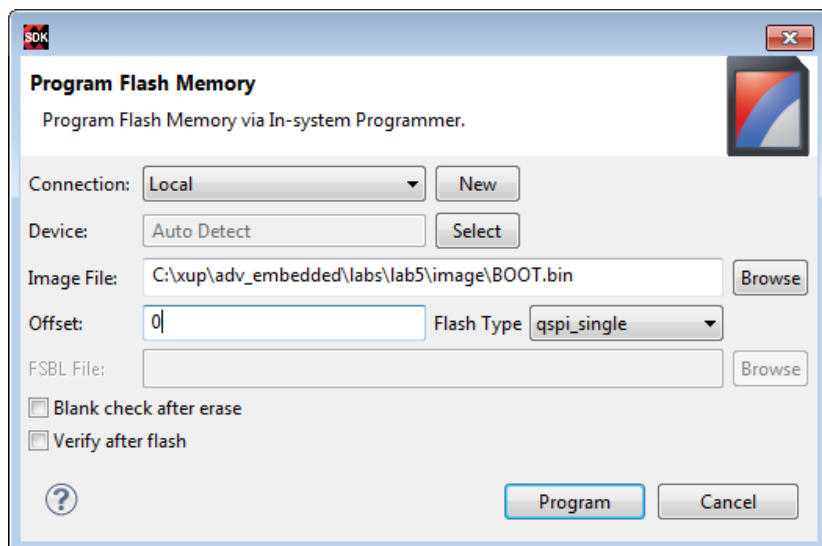 SDK
Program Flash Memory
Program Flash Memory via In-system Programmer.
Connection: Local New
Device: Auto Detect Select
Image File: C:\xup\adv_embedded\labs\lab5\image\BOOT.bin Browse
Offset: 0 Flash Type qspi_single
FSBL File: Browse
Blank check after erase
Verify after flash
? Program Cancel